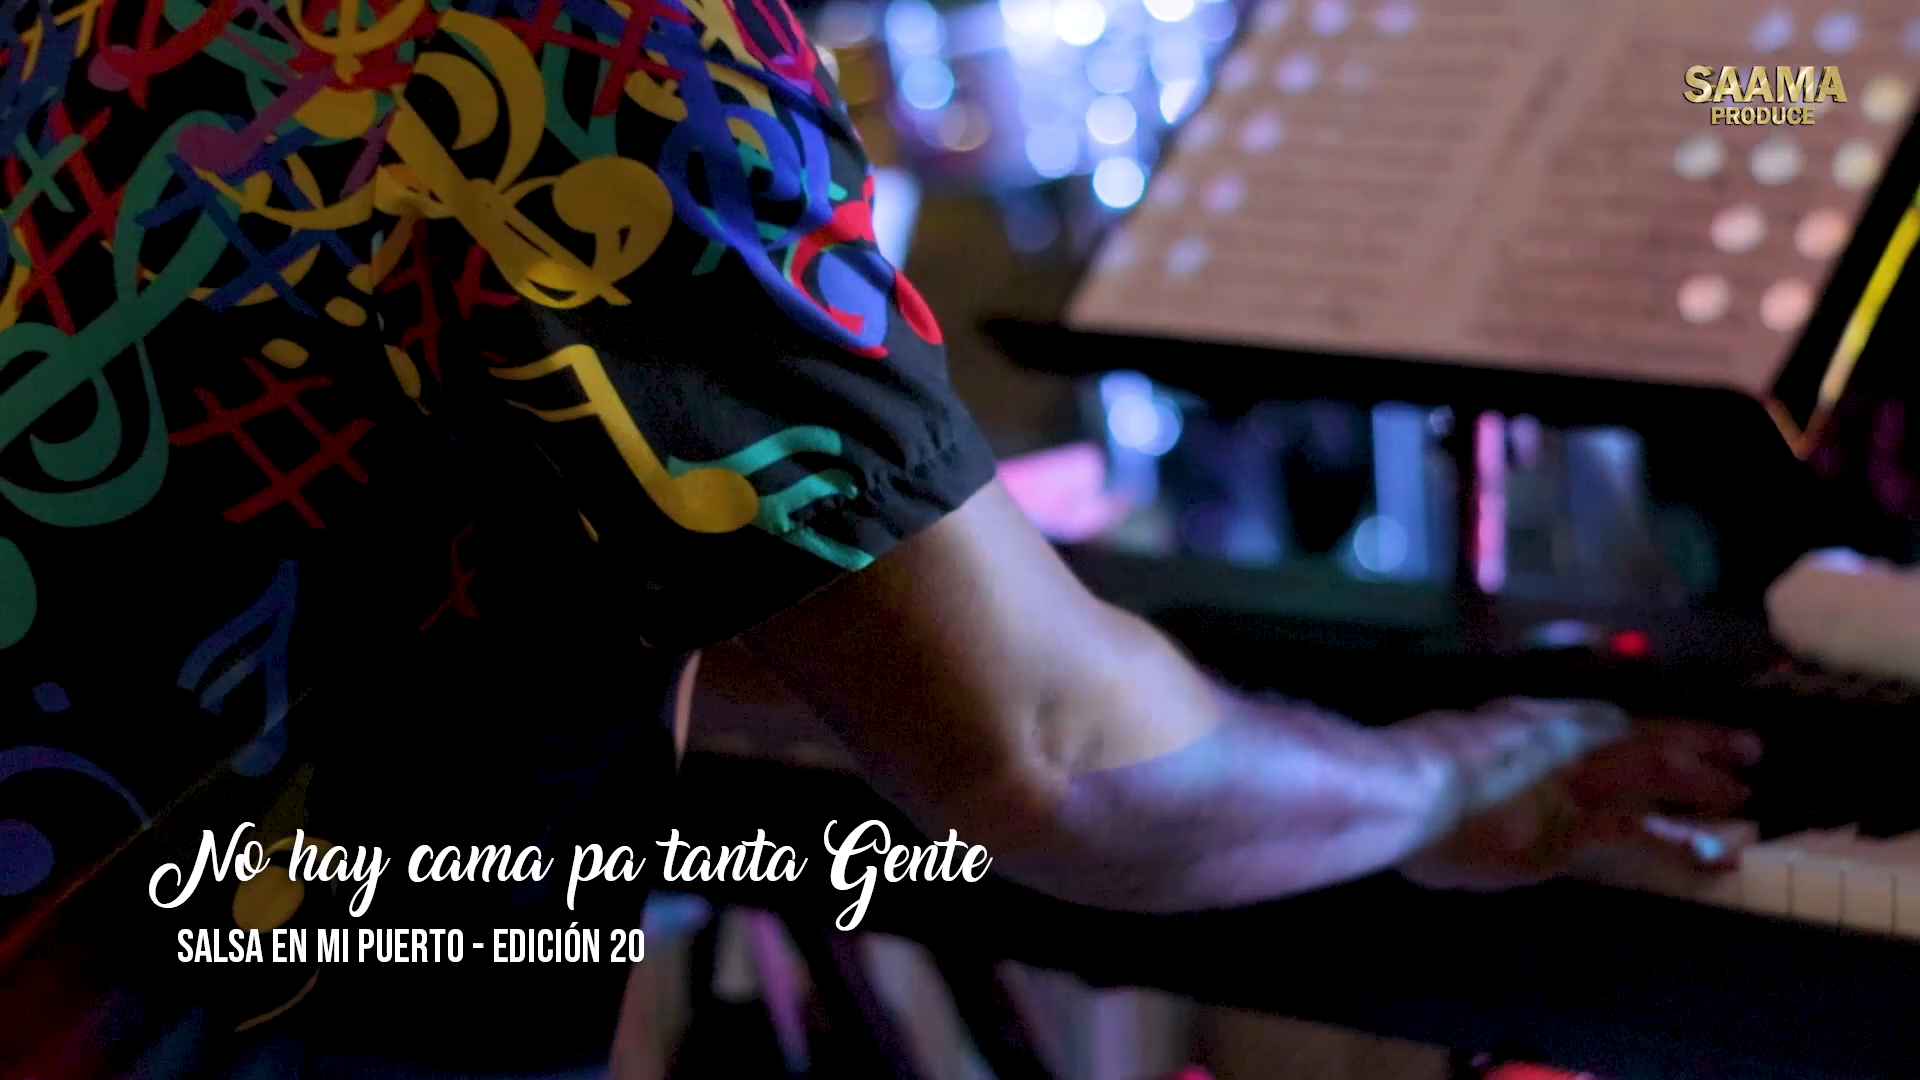 SAAMA
PRODUCE
No hay cama pa tanta Gente
SALSA EN MI PUERTO - EDICIÓN 20